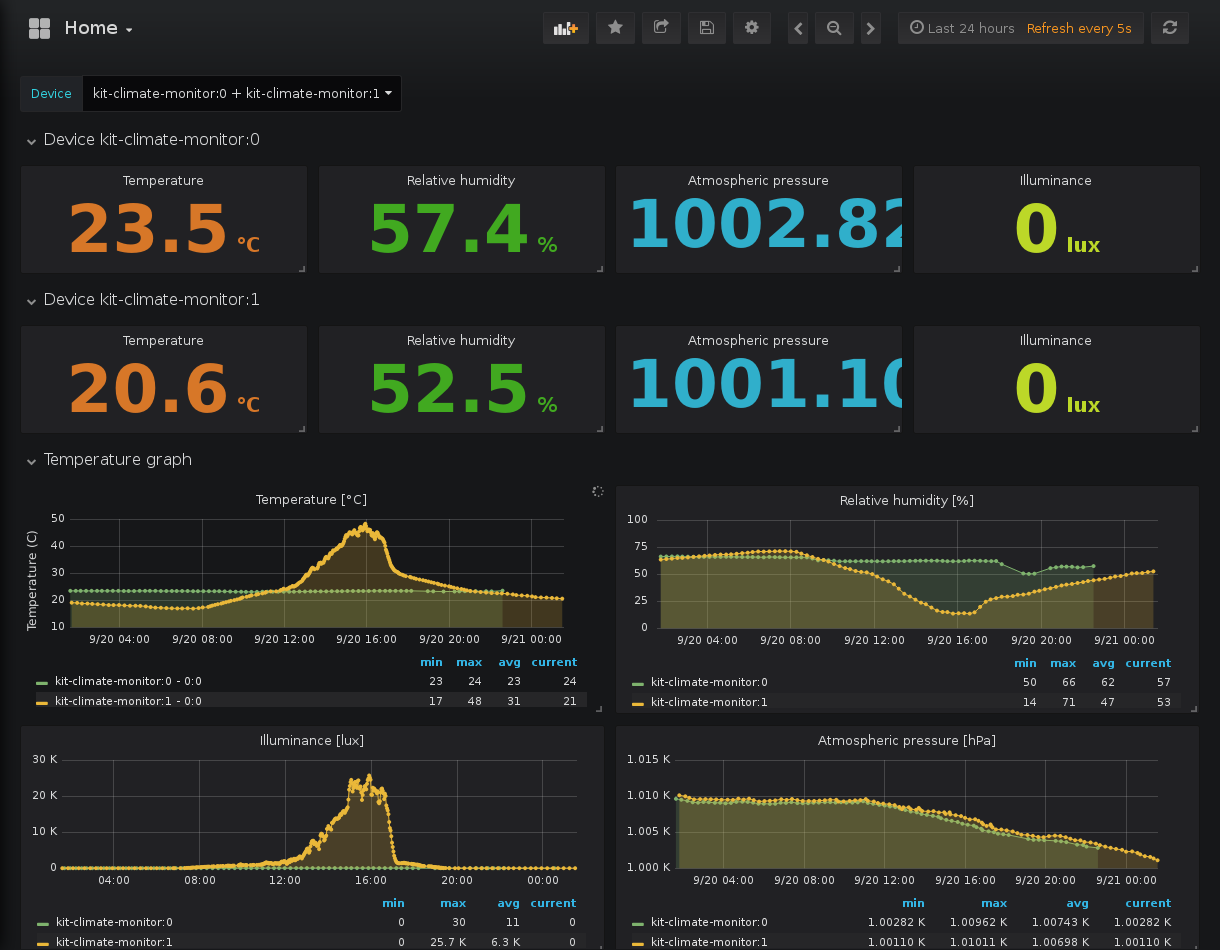 Home
Last 24 hours Refresh every 5s
Device kit-climate-monitor:0 + kit-climate-monitor:1
Device kit-climate-monitor:0
Temperature Relative humidity Atmospheric pressure Illuminance
23.5 °C 57.4 % 1002.82 0 lux
Device kit-climate-monitor:1
Temperature Relative humidity Atmospheric pressure Illuminance
20.6 °C 52.5 % 1001.10 0 lux
Temperature graph
Temperature [°C]
Temperature (C)
50
40
30
20
10
9/20 04:00 9/20 08:00 9/20 12:00 9/20 16:00 9/20 20:00 9/21 00:00
min max avg current
kit-climate-monitor:0 - 0:0 23 24 23 24
kit-climate-monitor:1 - 0:0 17 48 31 21
Relative humidity [%]
100
75
50
25
0
9/20 04:00 9/20 08:00 9/20 12:00 9/20 16:00 9/20 20:00 9/21 00:00
min max avg current
kit-climate-monitor:0 50 66 62 57
kit-climate-monitor:1 14 71 47 53
Illuminance [lux]
30 K
20 K
10 K
0
04:00 08:00 12:00 16:00 20:00 00:00
min max avg current
kit-climate-monitor:0 0 30 11 0
kit-climate-monitor:1 0 25.7 K 6.3 K 0
Atmospheric pressure [hPa]
1.015 K
1.010 K
1.005 K
1.000 K
9/20 04:00 9/20 08:00 9/20 12:00 9/20 16:00 9/20 20:00 9/21 00:00
min max avg current
kit-climate-monitor:0 1.00282 K 1.00962 K 1.00743 K 1.00282 K
kit-climate-monitor:1 1.00110 K 1.01011 K 1.00698 K 1.00110 K